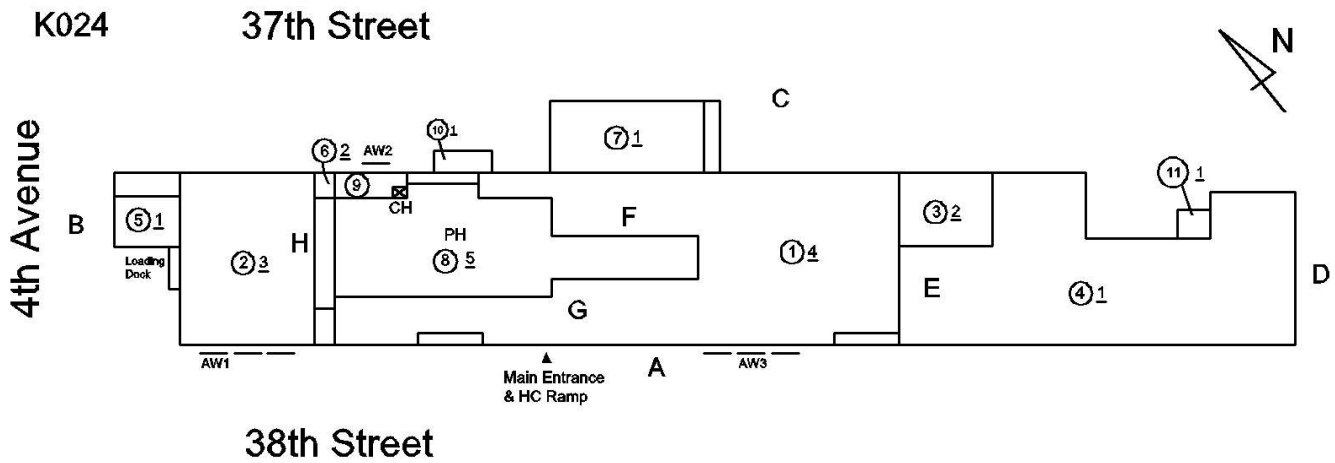 K024
37th Street
N
C
10 1
6 2
AW2
7 1
11 1
4th Avenue
9
CH
B
5 1
3 2
F
H
PH
2 3
8 5
1 4
Loading
Dock
D
E
4 1
G
AW1
Main Entrance
& HC Ramp
A
AW3
38th Street